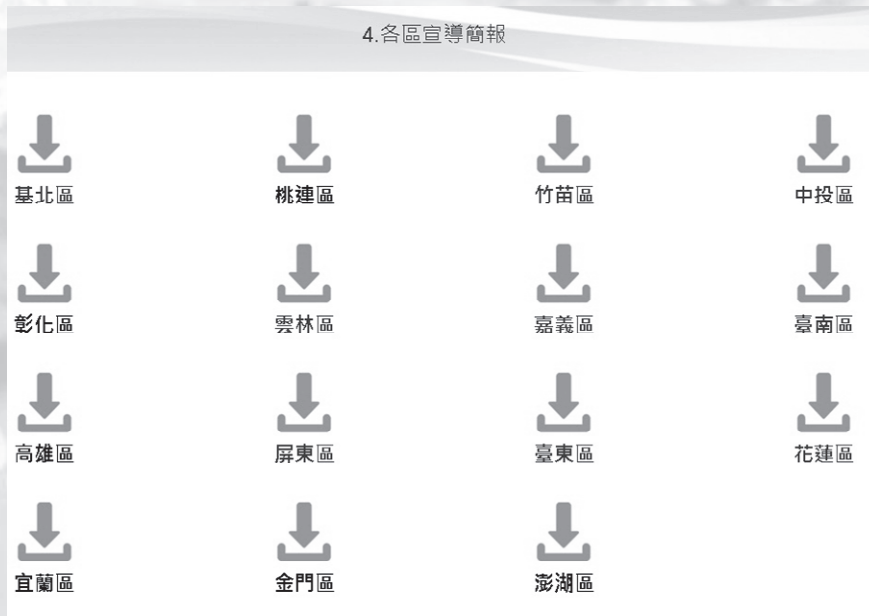 4.各區宣導簡報
基北區 桃連區 竹苗區 中投區
彰化區 雲林區 嘉義區 臺南區
高雄區 屏東區 臺東區 花蓮區
宜蘭區 金門區 澎湖區